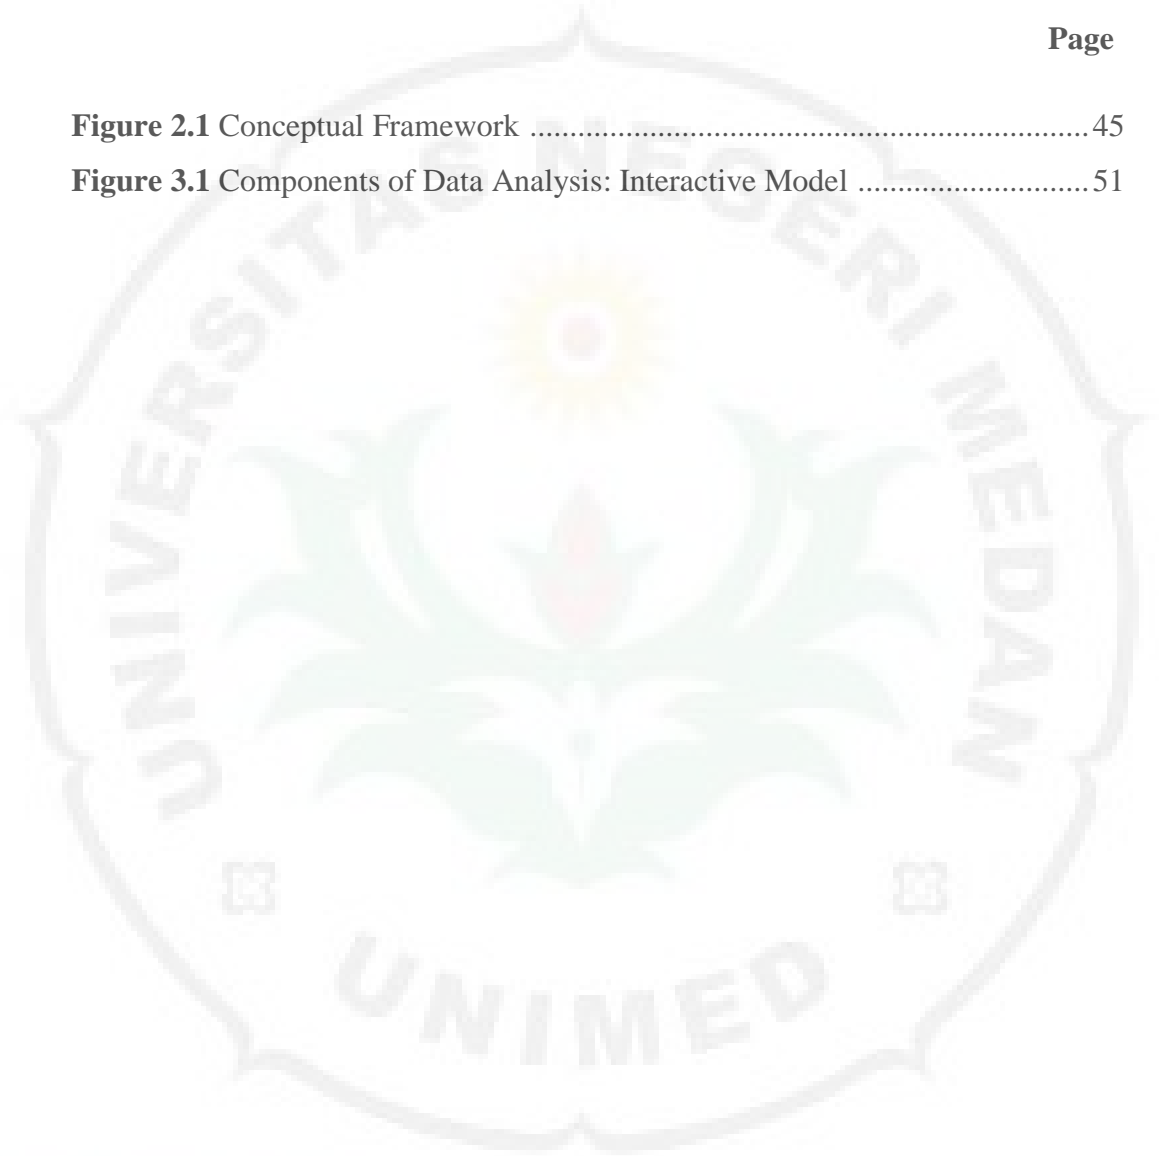 Page
Figure 2.1 Conceptual Framework ......................................................................45
Figure 3.1 Components of Data Analysis: Interactive Model .............................51
UNIVERSITAS NEGERI MEDAN
UNIMED